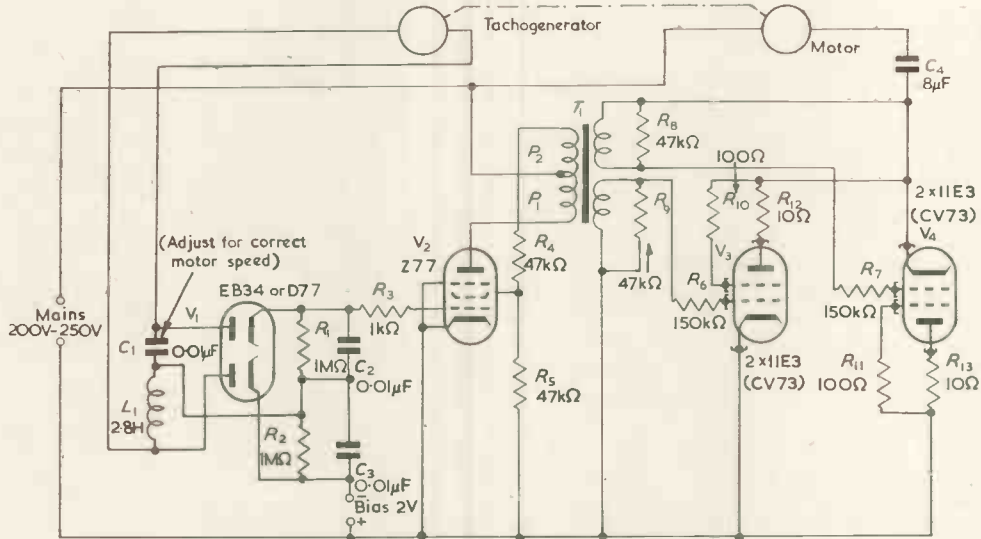 Tachogenerator
Motor
C4
8μF
T1
R8
47kΩ
P2
P1
100Ω
R10
R12
10Ω
R9
47kΩ
2×11E3
(CV73)
V4
(Adjust for correct
motor speed)
V2
Z77
R4
47kΩ
V3
R6
150kΩ
R7
150kΩ
EB34 or D77
R3
1kΩ
Mains
200V-250V
V1
C1
0·01μF
R1
1MΩ
C2
0·01μF
R5
47kΩ
2×11E3
(CV73)
R11
100Ω
R13
10Ω
L1
2·8H
R2
1MΩ
C3
0·01μF
-
Bias 2V
+